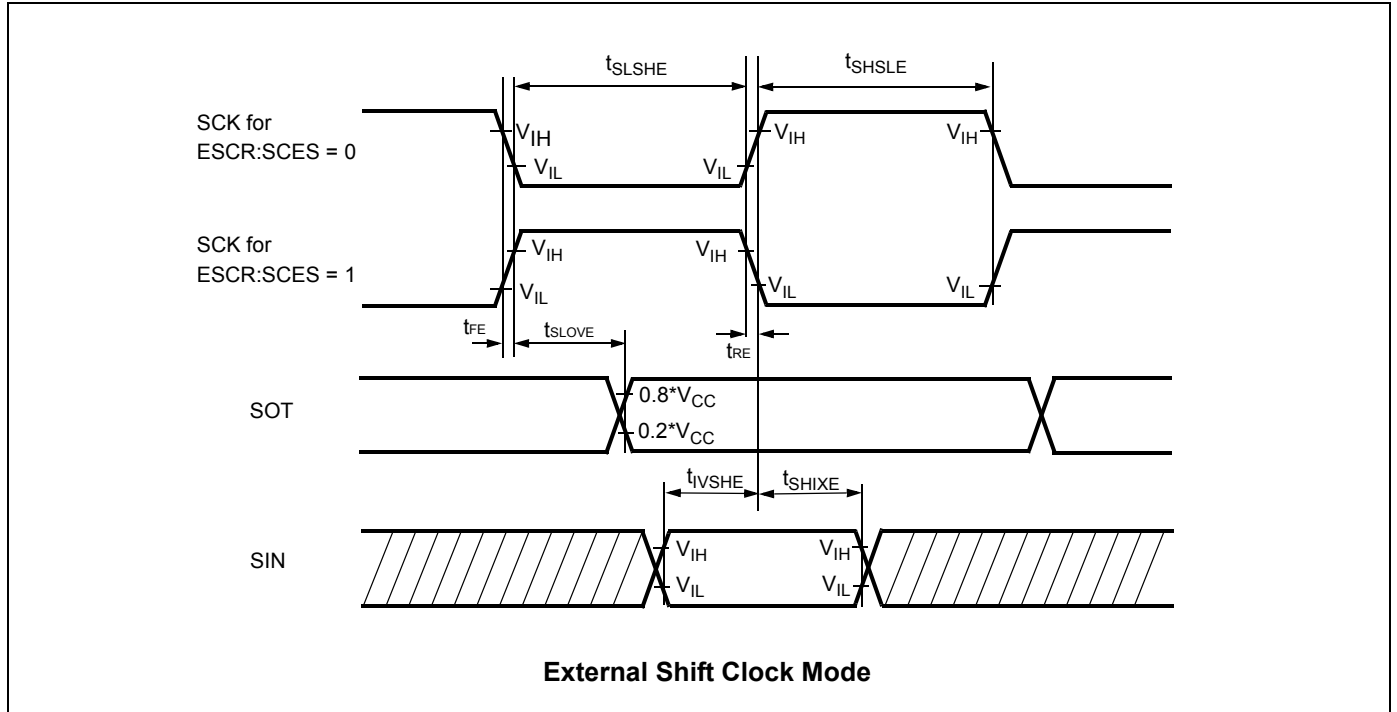 tSLSHE
tSHSLE
SCK for
ESCR:SCES = 0
VIH
VIL
VIL
VIH
VIH
SCK for
ESCR:SCES = 1
VIH
VIL
VIH
VIL
VIL
tFE
tSLOVE
tRE
SOT
0.8*VCC
0.2*VCC
tIVSHE
tSHIXE
SIN
VIH
VIL
VIH
VIL
External Shift Clock Mode